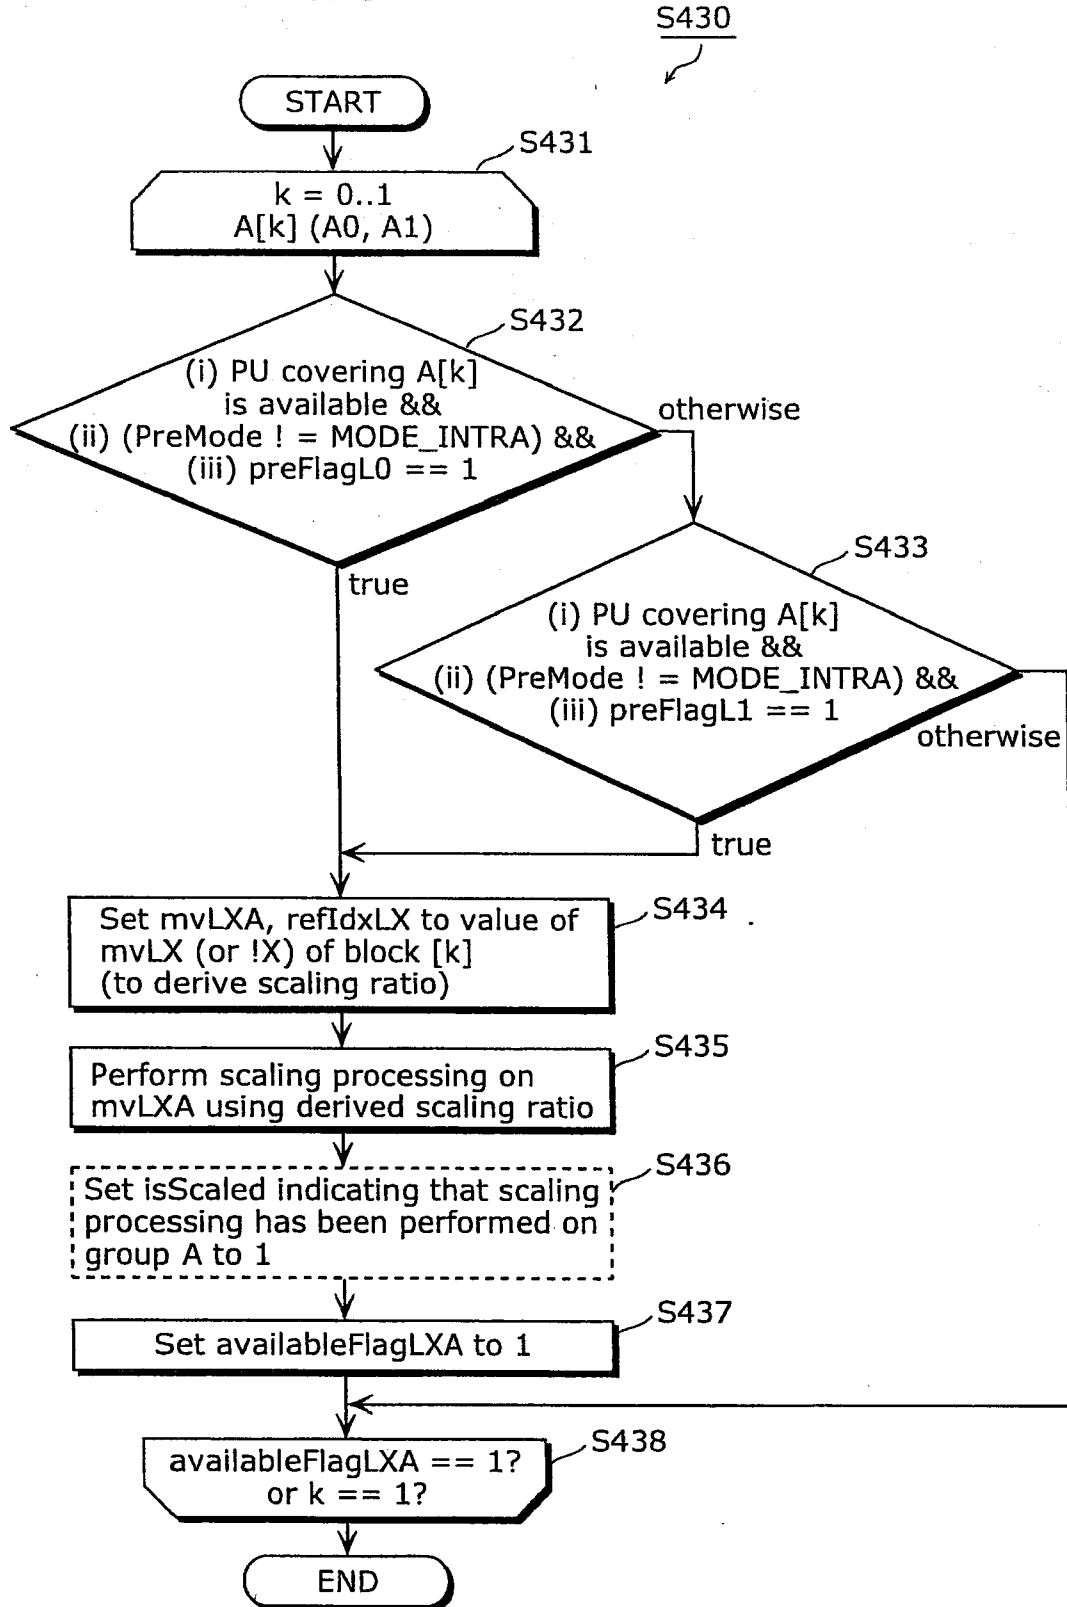 S430
START
S431
k = 0..1
A[k] (A0, A1)
S432
(i) PU covering A[k]
is available &&
(ii) (PreMode ! = MODE_INTRA) &&
(iii) preFlagL0 == 1
otherwise
true
S433
(i) PU covering A[k]
is available &&
(ii) (PreMode ! = MODE_INTRA) &&
(iii) preFlagL1 == 1
otherwise
true
S434
Set mvLXA, refIdxLX to value of
mvLX (or !X) of block [k]
(to derive scaling ratio)
S435
Perform scaling processing on
mvLXA using derived scaling ratio
S436
Set isScaled indicating that scaling
processing has been performed on
group A to 1
S437
Set availableFlagLXA to 1
S438
availableFlagLXA == 1?
or k == 1?
END